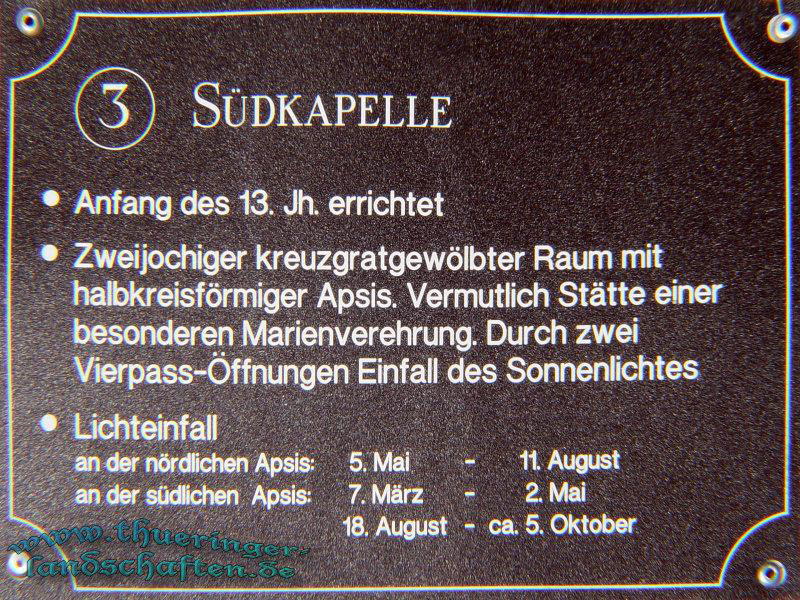 3 SÜDKAPELLE
• Anfang des 13. Jh. errichtet
• Zweijochiger kreuzgratgewölbter Raum mit
halbkreisförmiger Apsis. Vermutlich Stätte einer
besonderen Marienverehrung. Durch zwei
Vierpass-Öffnungen Einfall des Sonnenlichtes
• Lichteinfall
an der nördlichen Apsis: 5. Mai - 11. August
an der südlichen Apsis: 7. März - 2. Mai
18. August - ca. 5. Oktober
www.thueringer-
landschaften.de